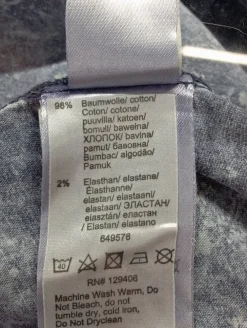 98% Baumwolle/ cotton/
Coton/ cotone/
puuvilla/ katoen/
bomull/ bawełna/
ХЛОПОК/ bavlna/
pamut/ бавовна/
Bumbac/ algodão/
Pamuk
2% Elasthan/ elastane/
Élasthanne/
elastan/ elastaani/
elastaan/ ЭЛАСТАН/
elasztán/ еластан
/ Elastan/ elastano
649576
40
RN# 129406
Machine Wash Warm, Do
Not Bleach, do not
tumble dry, cold iron,
Do Not Dryclean